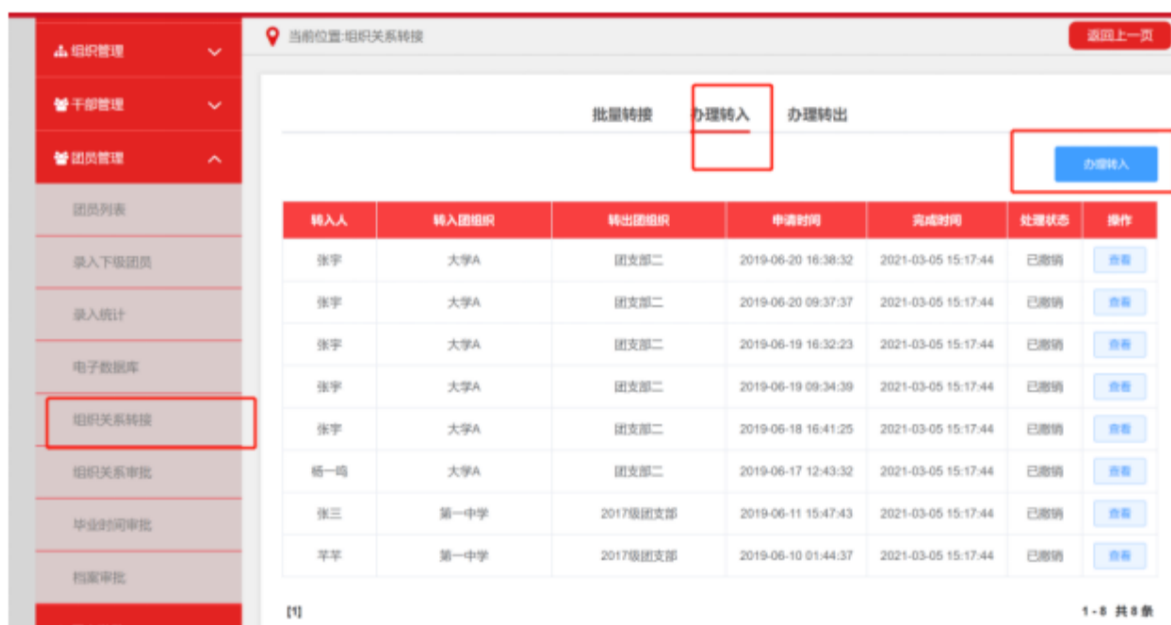 当前位置:组织关系转接
返回上一页
组织管理
干部管理
团员管理
团员列表
录入下级团员
录入统计
电子数据库
组织关系转接
组织关系审批
毕业时间审批
档案审批
批量转接 办理转入 办理转出
办理转入
转入人 转入团组织 转出团组织 申请时间 完成时间 处理状态 操作
张宇 大学A 团支部二 2019-06-20 16:38:32 2021-03-05 15:17:44 已撤销 查看
张宇 大学A 团支部二 2019-06-20 09:37:37 2021-03-05 15:17:44 已撤销 查看
张宇 大学A 团支部二 2019-06-19 16:32:23 2021-03-05 15:17:44 已撤销 查看
张宇 大学A 团支部二 2019-06-19 09:34:39 2021-03-05 15:17:44 已撤销 查看
张宇 大学A 团支部二 2019-06-18 16:41:25 2021-03-05 15:17:44 已撤销 查看
杨一鸣 大学A 团支部二 2019-06-17 12:43:32 2021-03-05 15:17:44 已撤销 查看
张三 第一中学 2017级团支部 2019-06-11 15:47:43 2021-03-05 15:17:44 已撤销 查看
芊芊 第一中学 2017级团支部 2019-06-10 01:44:37 2021-03-05 15:17:44 已撤销 查看
[1]
1-8 共8条